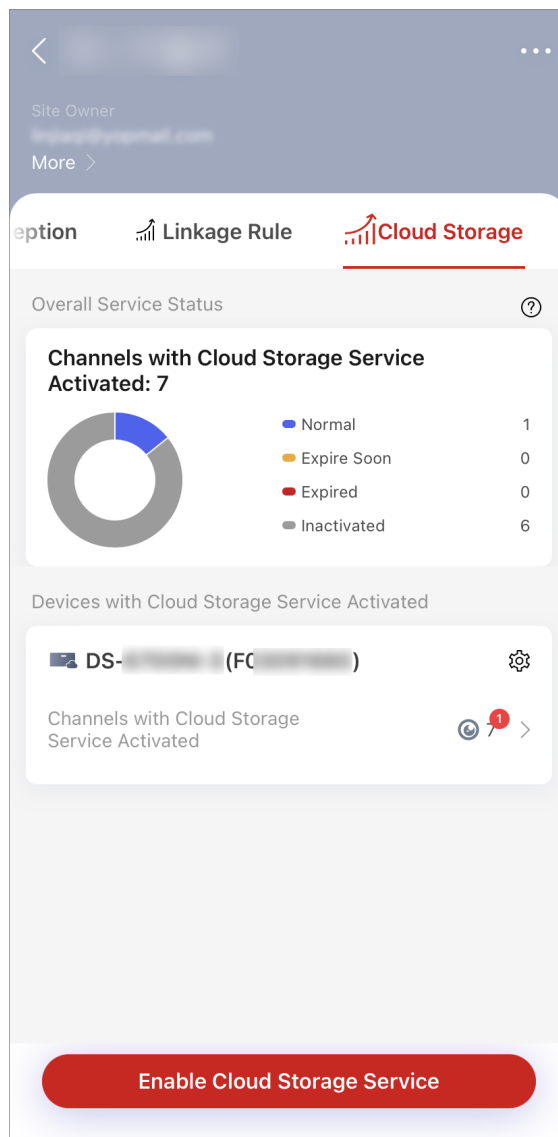 Site Owner
More
eption
Linkage Rule
Cloud Storage
Overall Service Status
Channels with Cloud Storage Service
Activated: 7
Normal 1
Expire Soon 0
Expired 0
Inactivated 6
Devices with Cloud Storage Service Activated
DS- (F )
Channels with Cloud Storage
Service Activated
7
1
Enable Cloud Storage Service